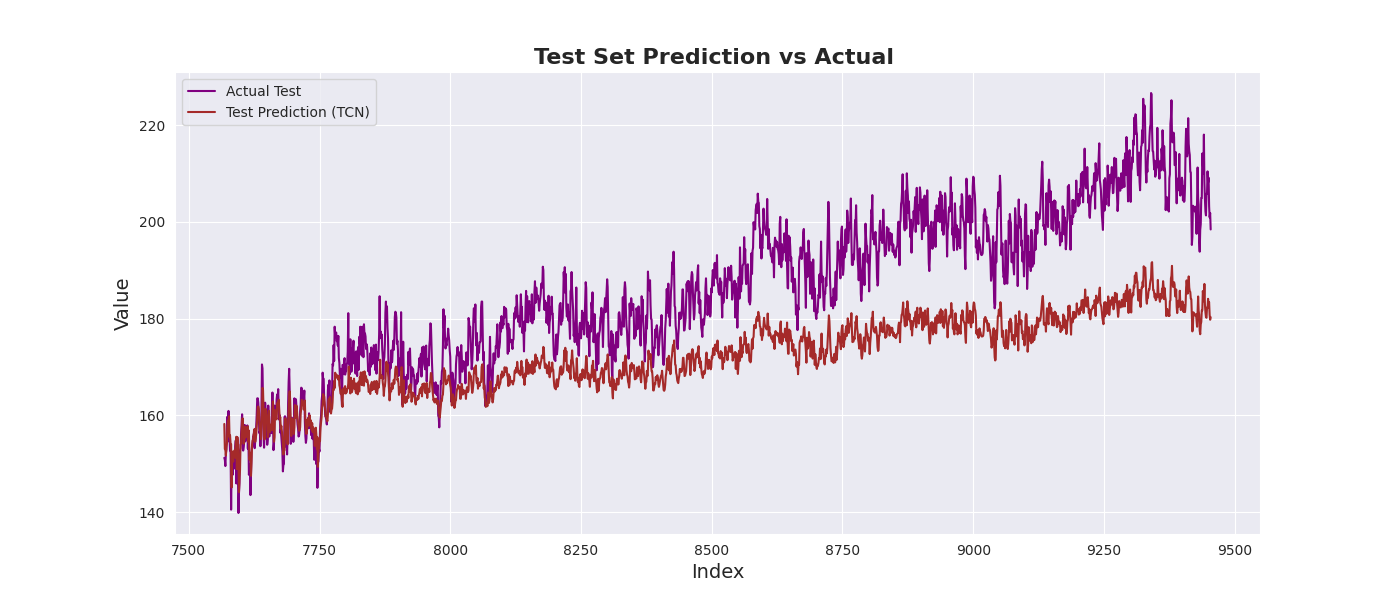 Test Set Prediction vs Actual
Actual Test
Test Prediction (TCN)
Value
220
200
180
160
140
7500 7750 8000 8250 8500 8750 9000 9250 9500
Index